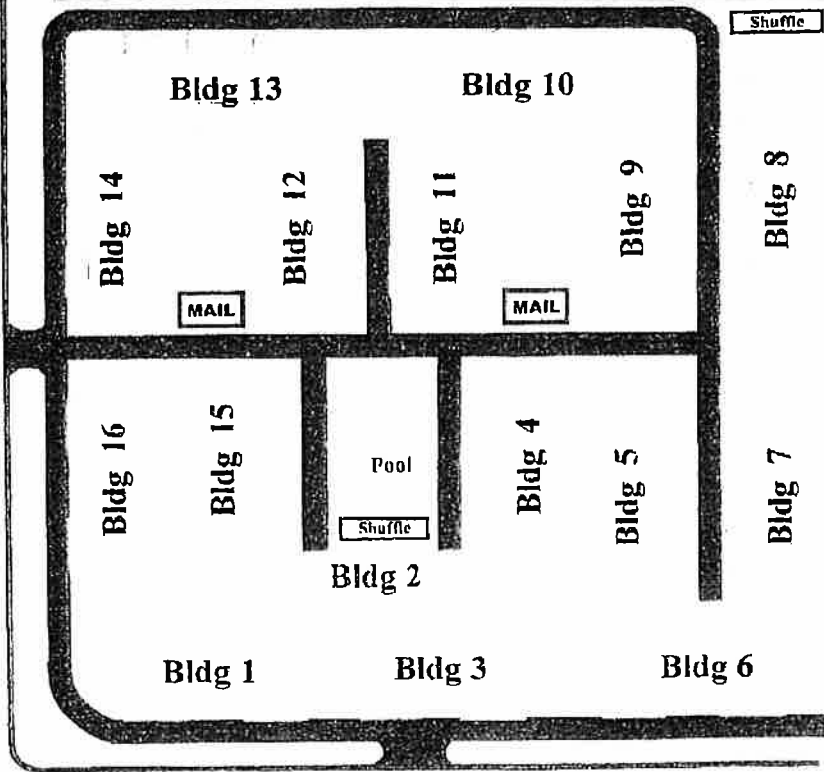 Shuffle
Bldg 13
Bldg 10
Bldg 14
Bldg 12
Bldg 11
Bldg 9
Bldg 8
MAIL
MAIL
Bldg 16
Bldg 15
Pool
Shuffle
Bldg 4
Bldg 5
Bldg 7
Bldg 2
Bldg 1
Bldg 3
Bldg 6